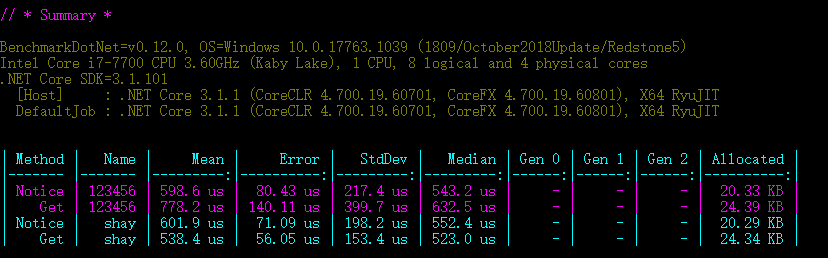 // * Summary *
BenchmarkDotNet=v0.12.0, OS=Windows 10.0.17763.1039 (1809/October2018Update/Redstone5)
Intel Core i7-7700 CPU 3.60GHz (Kaby Lake), 1 CPU, 8 logical and 4 physical cores
.NET Core SDK=3.1.101
  [Host]     : .NET Core 3.1.1 (CoreCLR 4.700.19.60701, CoreFX 4.700.19.60801), X64 RyuJIT
  DefaultJob : .NET Core 3.1.1 (CoreCLR 4.700.19.60701, CoreFX 4.700.19.60801), X64 RyuJIT
| Method |   Name |     Mean |     Error |   StdDev |   Median | Gen 0 | Gen 1 | Gen 2 | Allocated |
|------- |------- |---------:|----------:|---------:|---------:|------:|------:|------:|----------:|
| Notice | 123456 | 598.6 us |  80.43 us | 217.4 us | 543.2 us |     - |     - |     - |  20.33 KB |
|    Get | 123456 | 778.2 us | 140.11 us | 399.7 us | 632.5 us |     - |     - |     - |  24.39 KB |
| Notice |   shay | 601.9 us |  71.09 us | 198.2 us | 552.4 us |     - |     - |     - |  20.29 KB |
|    Get |   shay | 538.4 us |  56.05 us | 153.4 us | 523.0 us |     - |     - |     - |  24.34 KB |